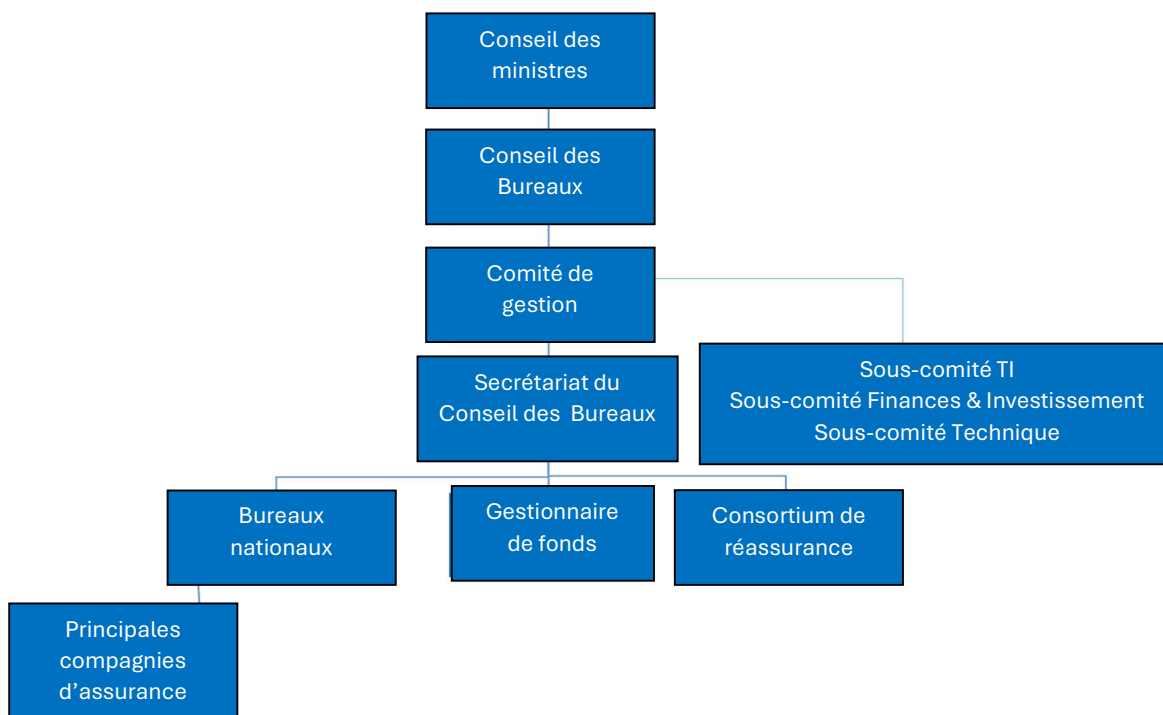 Conseil des
ministres
Conseil des
Bureaux
Comité de
gestion
Secrétariat du
Conseil des Bureaux
Sous-comité TI
Sous-comité Finances & Investissement
Sous-comité Technique
Bureaux
nationaux
Gestionnaire
de fonds
Consortium de
réassurance
Principales
compagnies
d’assurance